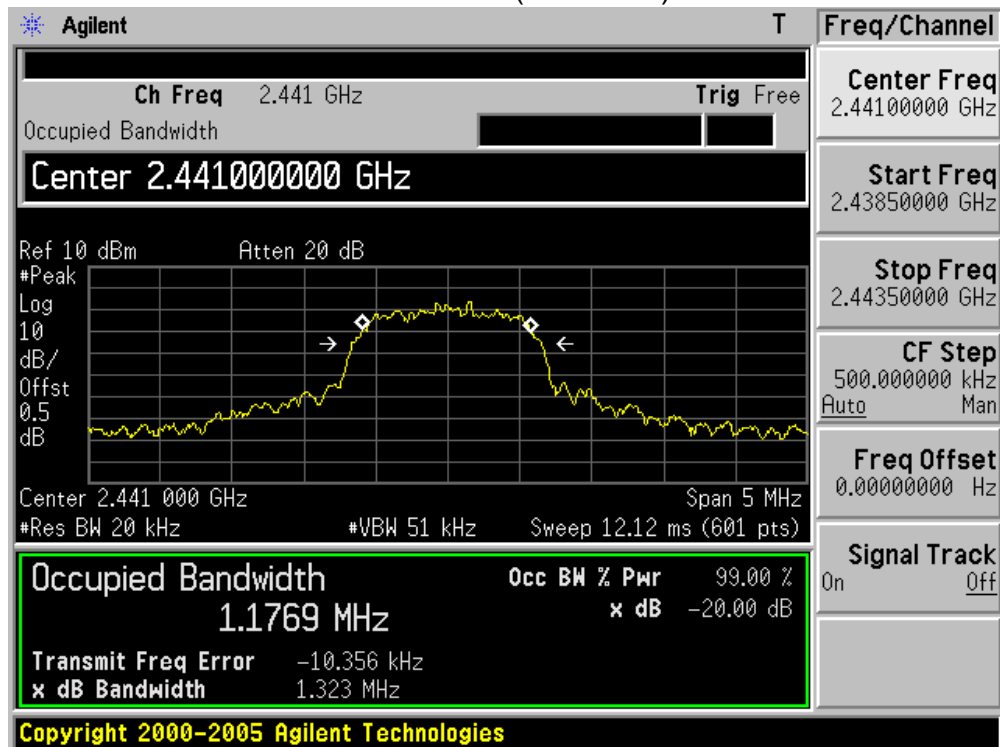 Agilent T
Freq/Channel
Ch Freq 2.441 GHz Trig Free
Occupied Bandwidth
Center 2.441000000 GHz
Ref 10 dBm Atten 20 dB
#Peak
Log
10
dB/
Offst
0.5
dB
Center 2.441 000 GHz Span 5 MHz
#Res BW 20 kHz #VBW 51 kHz Sweep 12.12 ms (601 pts)
Occupied Bandwidth Occ BW % Pwr 99.00 %
1.1769 MHz x dB -20.00 dB
Transmit Freq Error -10.356 kHz
x dB Bandwidth 1.323 MHz
Center Freq
2.44100000 GHz
Start Freq
2.43850000 GHz
Stop Freq
2.44350000 GHz
CF Step
500.000000 kHz
Auto Man
Freq Offset
0.00000000 Hz
Signal Track
On Off
Copyright 2000-2005 Agilent Technologies